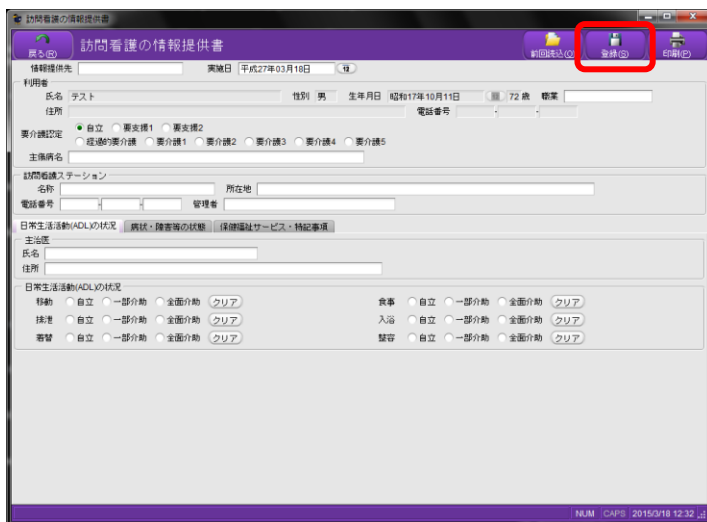 訪問看護の情報提供書
戻る(R) 訪問看護の情報提供書 前回読込(O) 登録(S) 印刷(P)
情報提供先 実施日 平成27年03月18日
利用者
氏名 テスト 性別 男 生年月日 昭和17年10月11日 72 歳 職業
住所 電話番号 - -
要介護認定 自立 要支援1 要支援2
経過的要介護 要介護1 要介護2 要介護3 要介護4 要介護5
主傷病名
訪問看護ステーション
名称 所在地
電話番号 - - 管理者
日常生活活動(ADL)の状況 病状・障害等の状態 保健福祉サービス・特記事項
主治医
氏名
住所
日常生活活動(ADL)の状況
移動 自立 一部介助 全面介助 クリア 食事 自立 一部介助 全面介助 クリア
排泄 自立 一部介助 全面介助 クリア 入浴 自立 一部介助 全面介助 クリア
着替 自立 一部介助 全面介助 クリア 整容 自立 一部介助 全面介助 クリア
NUM CAPS 2015/3/18 12:32